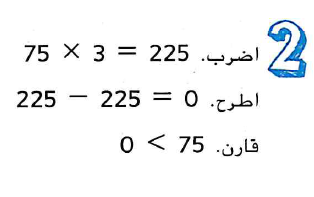 2
اضرب. 75 × 3 = 225
اطرح. 225 − 225 = 0
قارن. 0 < 75